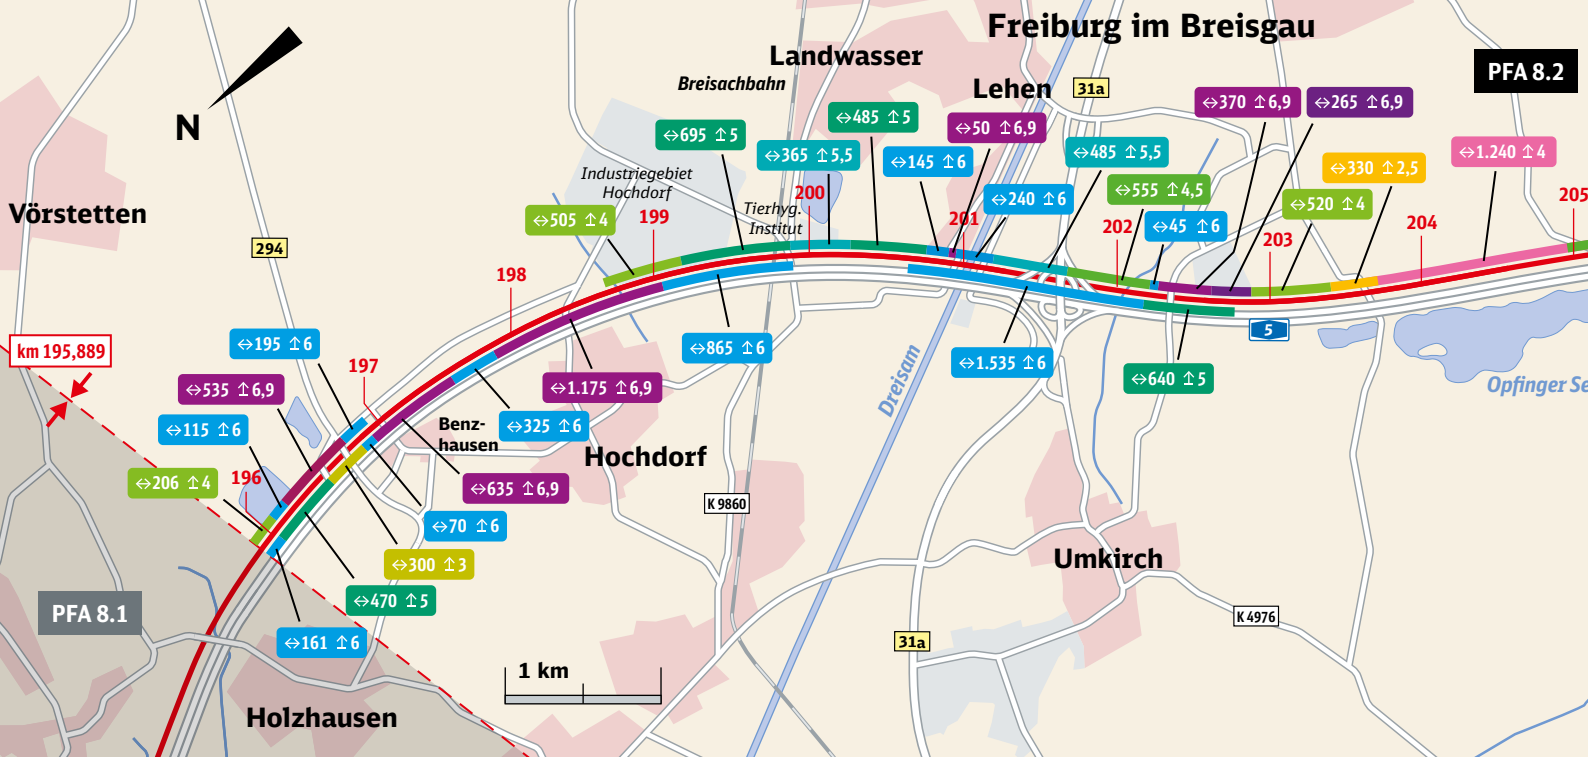 Freiburg im Breisgau
Landwasser
PFA 8.2
Breisachbahn
Lehen
31a
↔370 ↥6,9
↔265 ↥6,9
↔485 ↥5
N
↔695 ↥5
↔50 ↥6,9
↔365 ↥5,5
↔145 ↥6
↔485 ↥5,5
↔1.240 ↥4
↔330 ↥2,5
Industriegebiet
Hochdorf
200
↔555 ↥4,5
205
↔240 ↥6
↔520 ↥4
Vörstetten
↔505 ↥4
199
Tierhyg.
Institut
201
202
↔45 ↥6
204
203
294
198
5
↔195 ↥6
km 195,889
↔865 ↥6
↔1.535 ↥6
197
↔640 ↥5
Dreisam
Opfinger Se
↔535 ↥6,9
↔1.175 ↥6,9
↔115 ↥6
Benz-
hausen
↔325 ↥6
Hochdorf
↔206 ↥4
196
↔635 ↥6,9
K 9860
↔70 ↥6
↔300 ↥3
Umkirch
↔470 ↥5
PFA 8.1
K 4976
↔161 ↥6
31a
1 km
Holzhausen